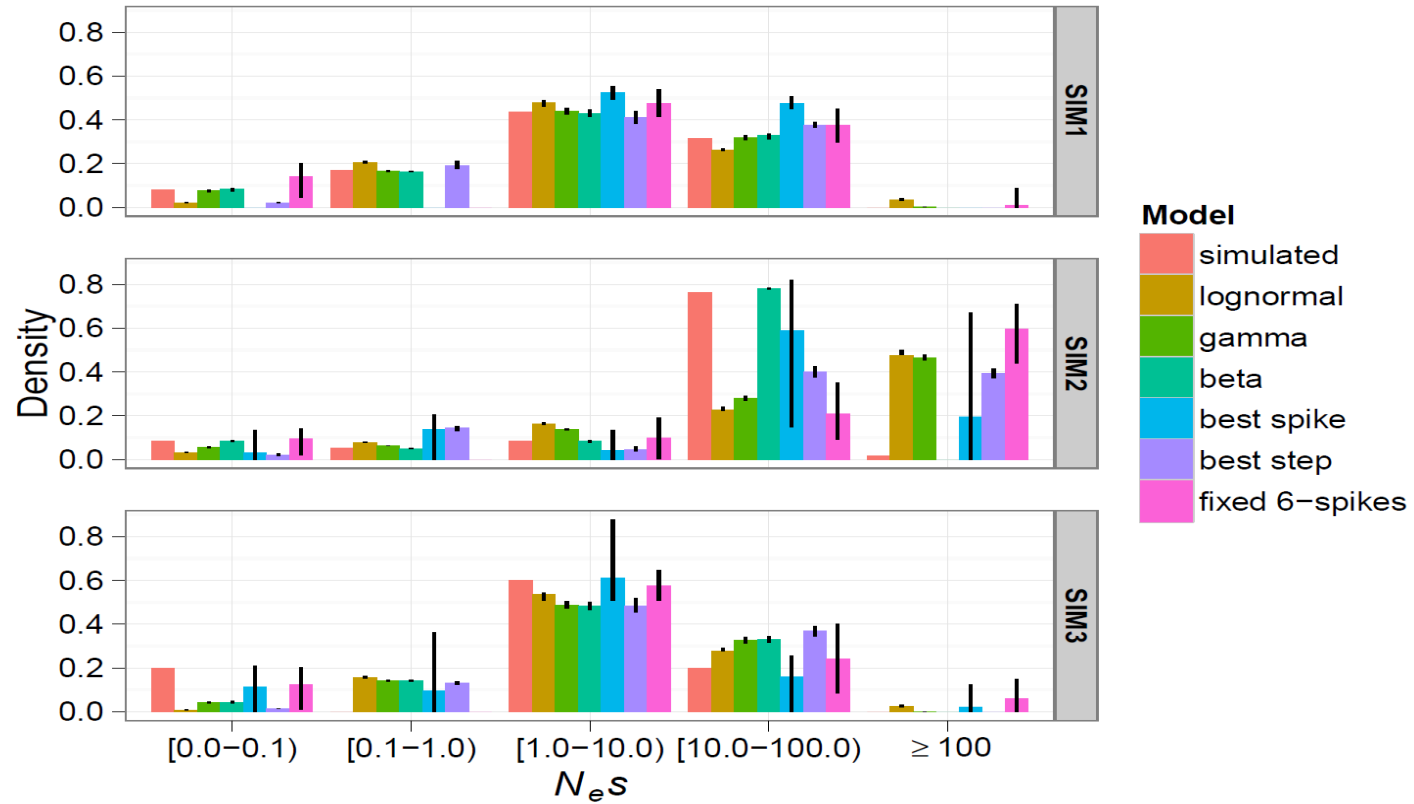 0.8
0.6
0.4
0.2
0.0
SIM1
0.8
0.6
0.4
0.2
0.0
SIM2
0.8
0.6
0.4
0.2
0.0
SIM3
Density
[0.0−0.1) [0.1−1.0) [1.0−10.0) [10.0−100.0) ≥ 100
Nₑs
Model
simulated
lognormal
gamma
beta
best spike
best step
fixed 6−spikes